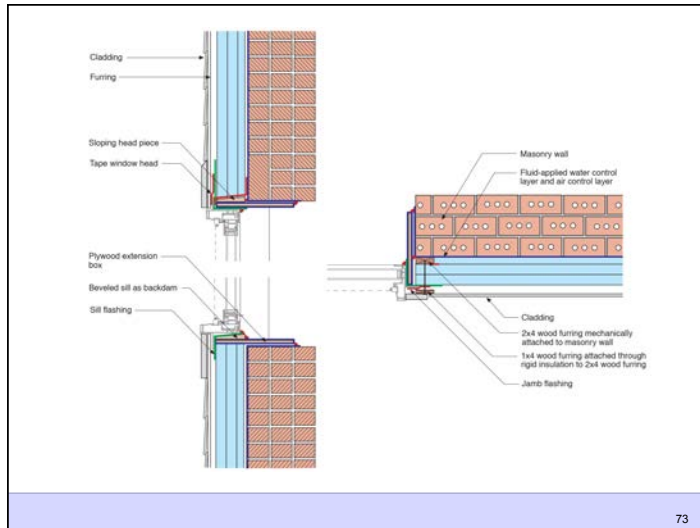 Cladding
Furring
Sloping head piece
Tape window head
Plywood extension
box
Beveled sill as backdam
Sill flashing
Masonry wall
Fluid-applied water control
layer and air control layer
Cladding
2x4 wood furring mechanically
attached to masonry wall
1x4 wood furring attached through
rigid insulation to 2x4 wood furring
Jamb flashing
73